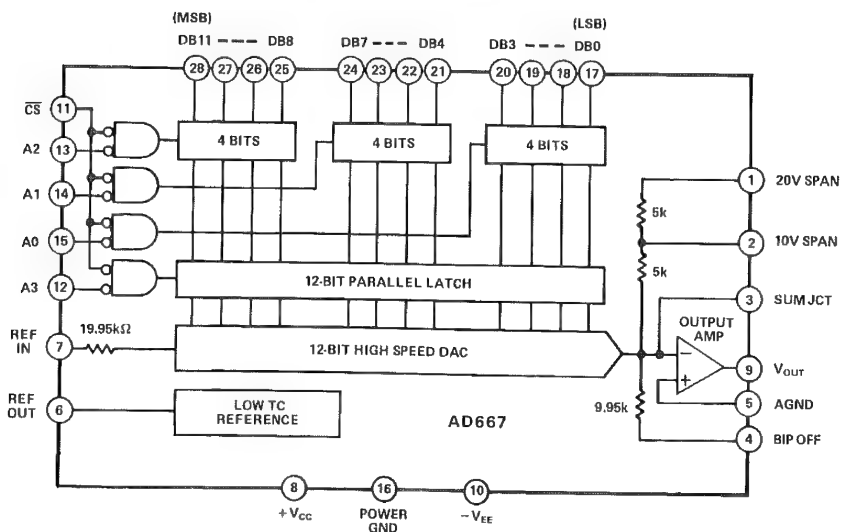 (MSB) (LSB)
DB11 ---- DB8 DB7 ---- DB4 DB3 ---- DB0
28 27 26 25 24 23 22 21 20 19 18 17
CS 11
A2 13
A1 14
A0 15
A3 12
4 BITS 4 BITS 4 BITS
12-BIT PARALLEL LATCH
REF IN 7 19.95kΩ
12-BIT HIGH SPEED DAC
REF OUT 6
LOW TC
REFERENCE
AD667
5k
5k
9.95k
OUTPUT
AMP
−
+
1 20V SPAN
2 10V SPAN
3 SUM JCT
9 VOUT
5 AGND
4 BIP OFF
8 16 10
+VCC POWER GND −VEE